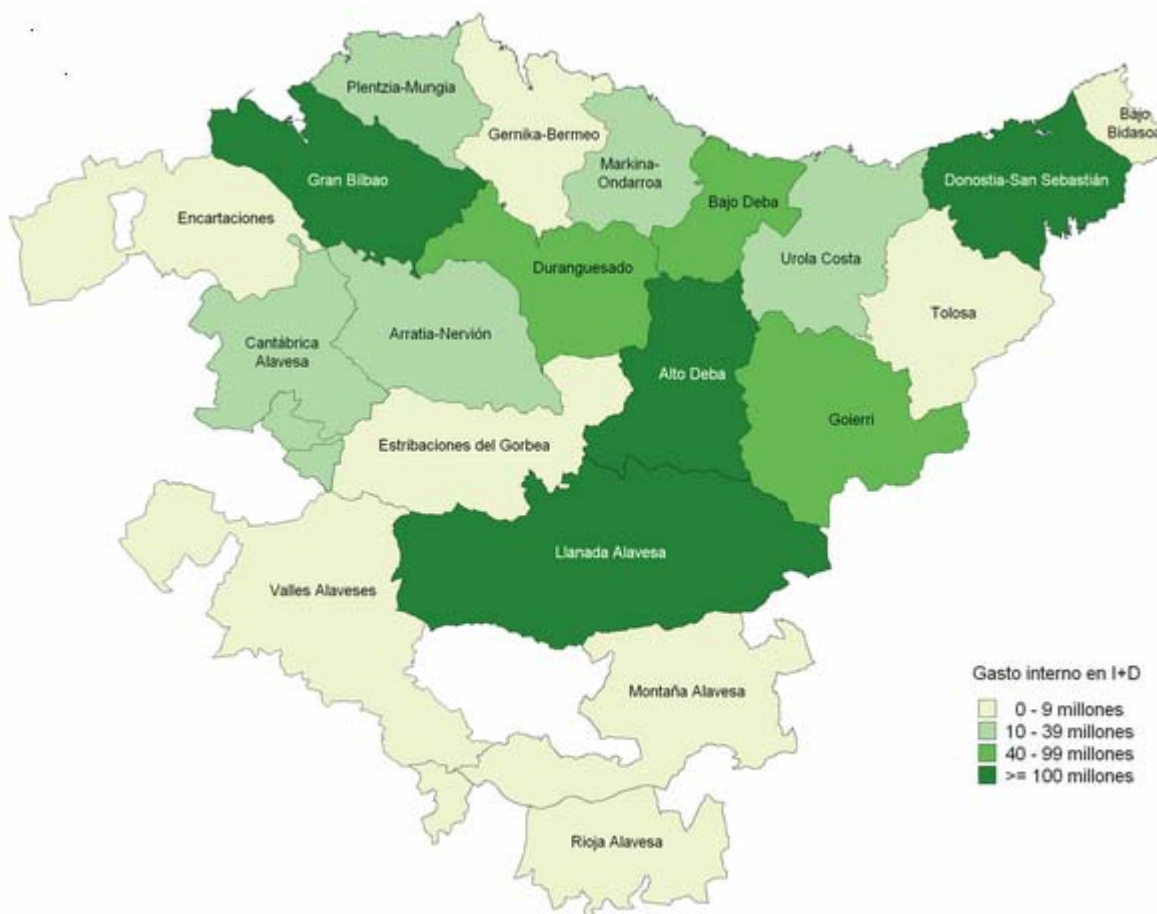 Plentzia-Mungia
Gernika-Bermeo
Bajo
Bidasoa
Markina-
Ondarroa
Gran Bilbao
Donostia-San Sebastián
Bajo Deba
Encartaciones
Duranguesado
Urola Costa
Tolosa
Arratia-Nervión
Cantábrica
Alavesa
Alto Deba
Goierri
Estribaciones del Gorbea
Llanada Alavesa
Valles Alaveses
Montaña Alavesa
Rioja Alavesa
Gasto interno en I+D
0 - 9 millones
10 - 39 millones
40 - 99 millones
>= 100 millones